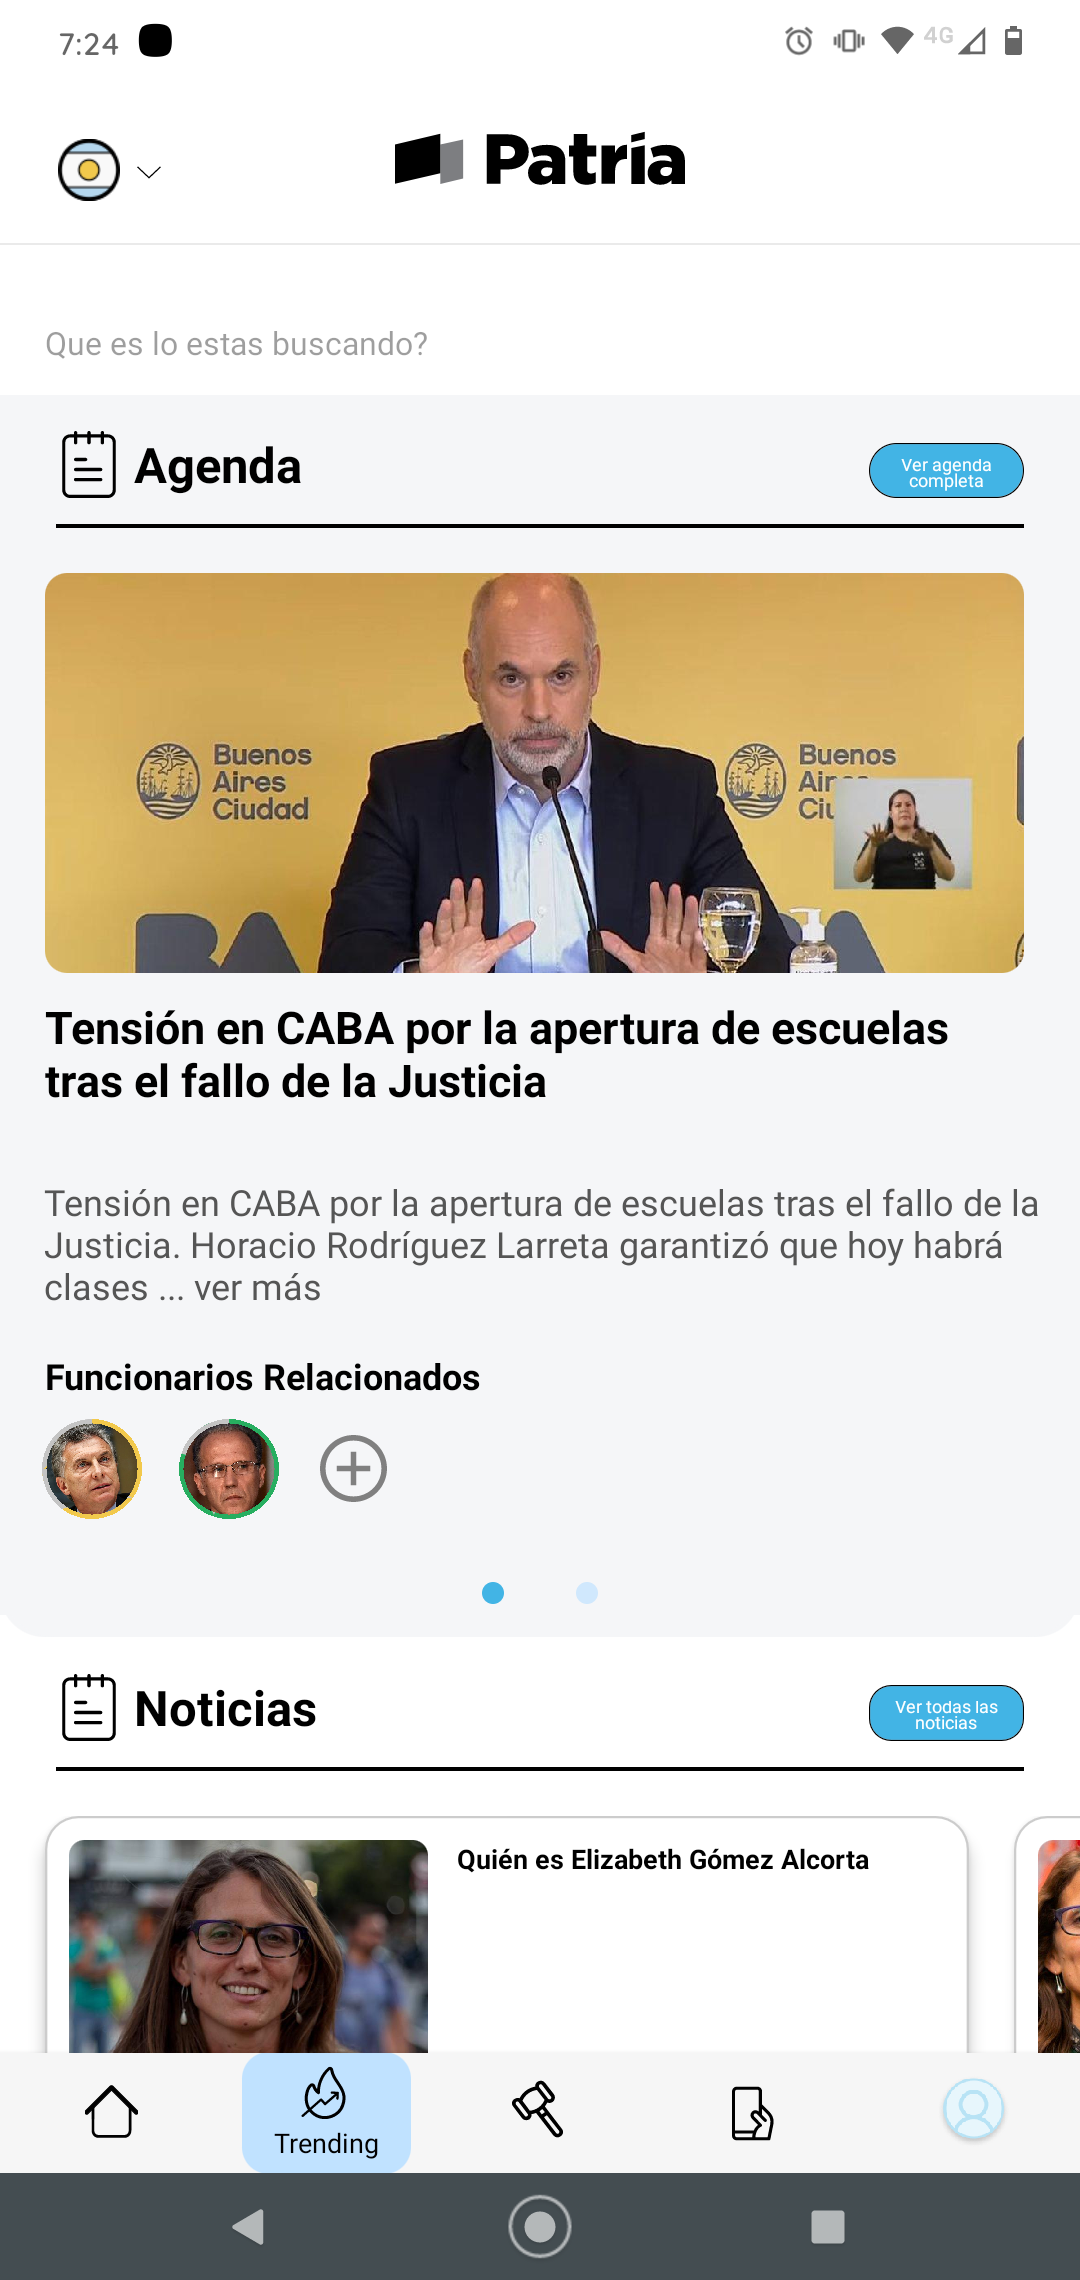 7:24
4G
Patria
Que es lo estas buscando?
Agenda
Ver agenda
completa
Buenos
Aires
Ciudad
Buenos
Tensión en CABA por la apertura de escuelas
tras el fallo de la Justicia
Tensión en CABA por la apertura de escuelas tras el fallo de la
Justicia. Horacio Rodríguez Larreta garantizó que hoy habrá
clases ... ver más
Funcionarios Relacionados
Noticias
Ver todas las
noticias
Quién es Elizabeth Gómez Alcorta
Trending